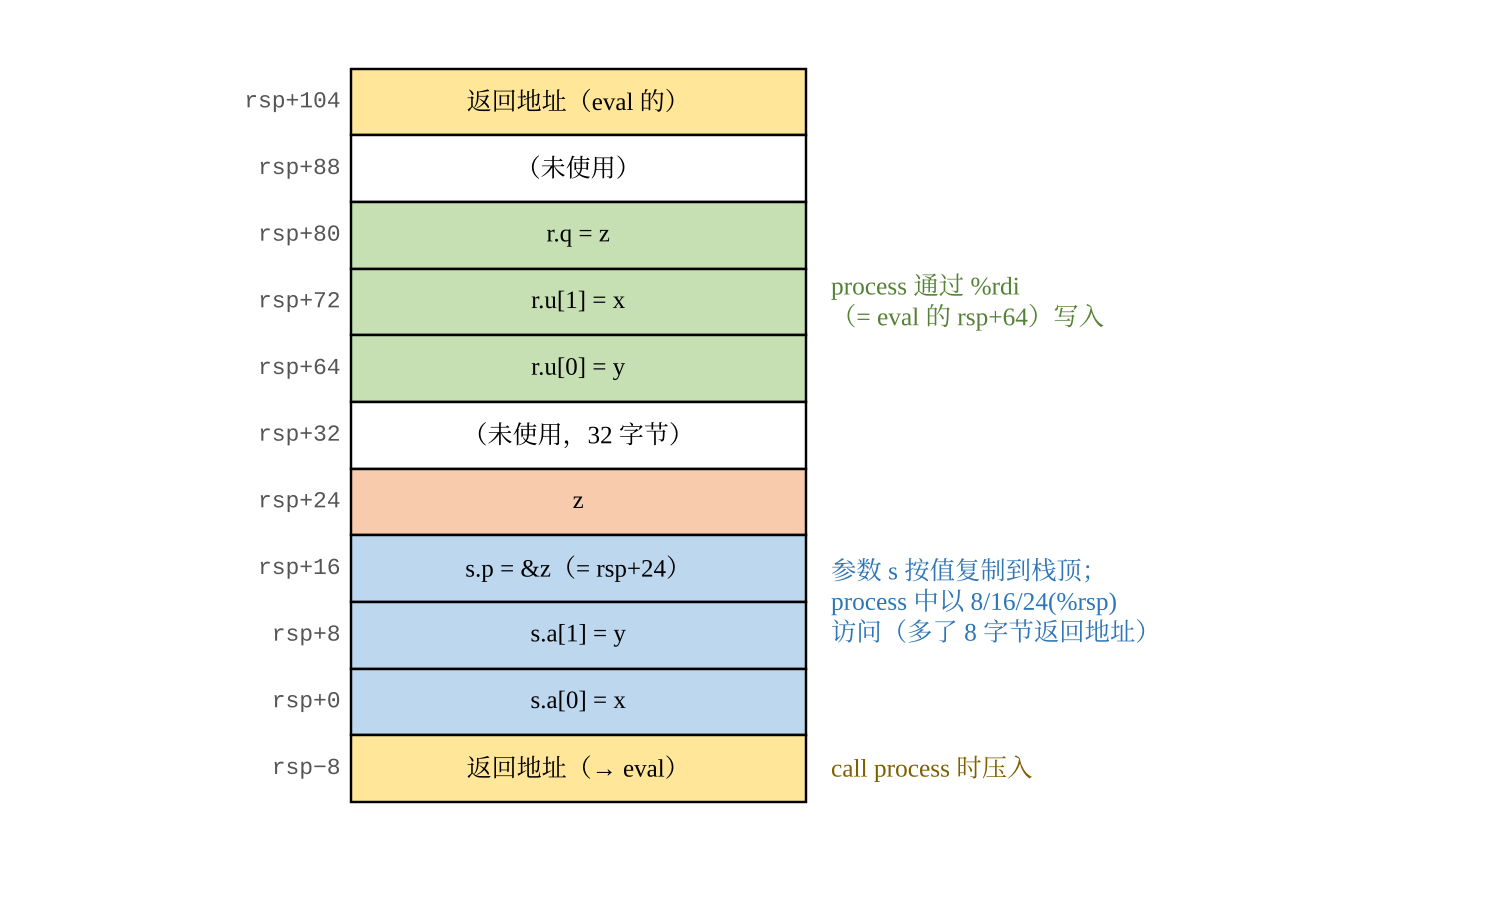 rsp+104 返回地址（eval 的）
rsp+88 （未使用）
rsp+80 r.q = z
rsp+72 r.u[1] = x
process 通过 %rdi
（= eval 的 rsp+64）写入
rsp+64 r.u[0] = y
rsp+32 （未使用，32 字节）
rsp+24 z
rsp+16 s.p = &z（= rsp+24）
参数 s 按值复制到栈顶；
process 中以 8/16/24(%rsp)
访问（多了 8 字节返回地址）
rsp+8 s.a[1] = y
rsp+0 s.a[0] = x
rsp−8 返回地址（→ eval）
call process 时压入